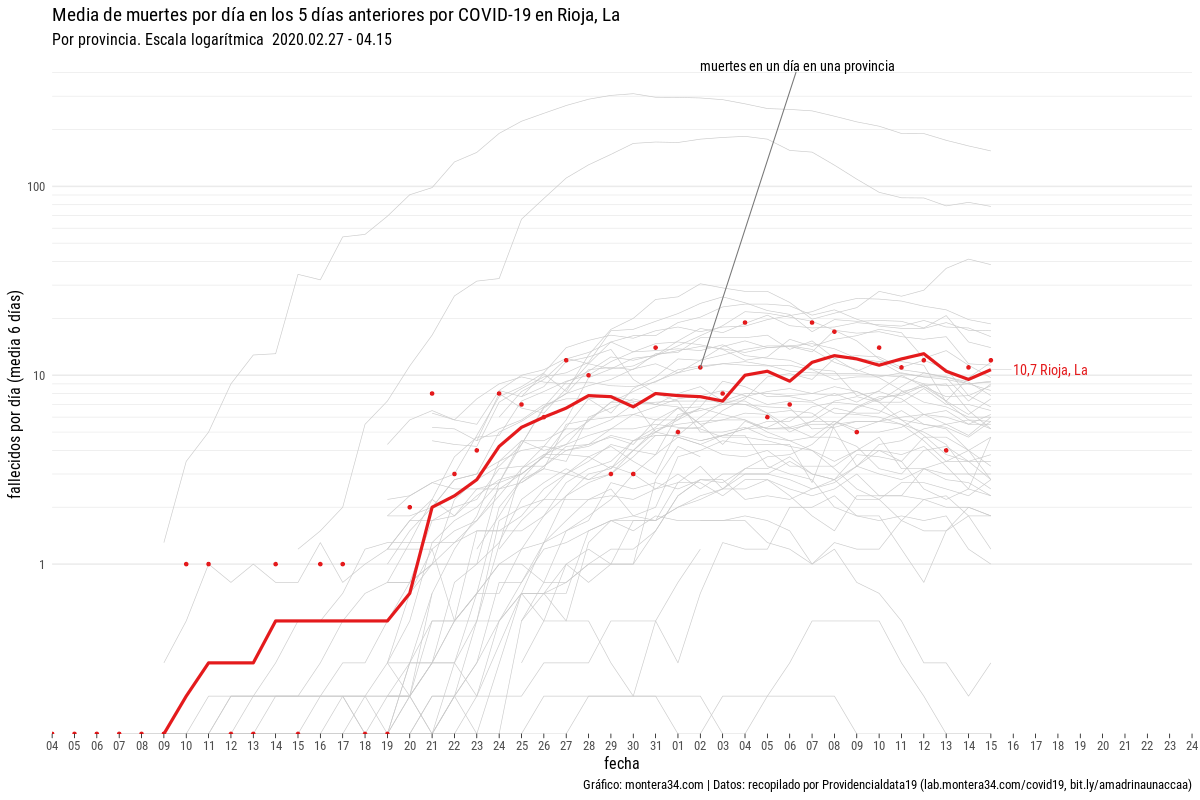 Media de muertes por día en los 5 días anteriores por COVID-19 en Rioja, La
Por provincia. Escala logarítmica 2020.02.27 - 04.15
muertes en un día en una provincia
100
10
1
fallecidos por día (media 6 días)
10,7 Rioja, La
04 05 06 07 08 09 10 11 12 13 14 15 16 17 18 19 20 21 22 23 24 25 26 27 28 29 30 31 01 02 03 04 05 06 07 08 09 10 11 12 13 14 15 16 17 18 19 20 21 22 23 24
fecha
Gráfico: montera34.com | Datos: recopilado por Providencialdata19 (lab.montera34.com/covid19, bit.ly/amadrinaunaccaa)